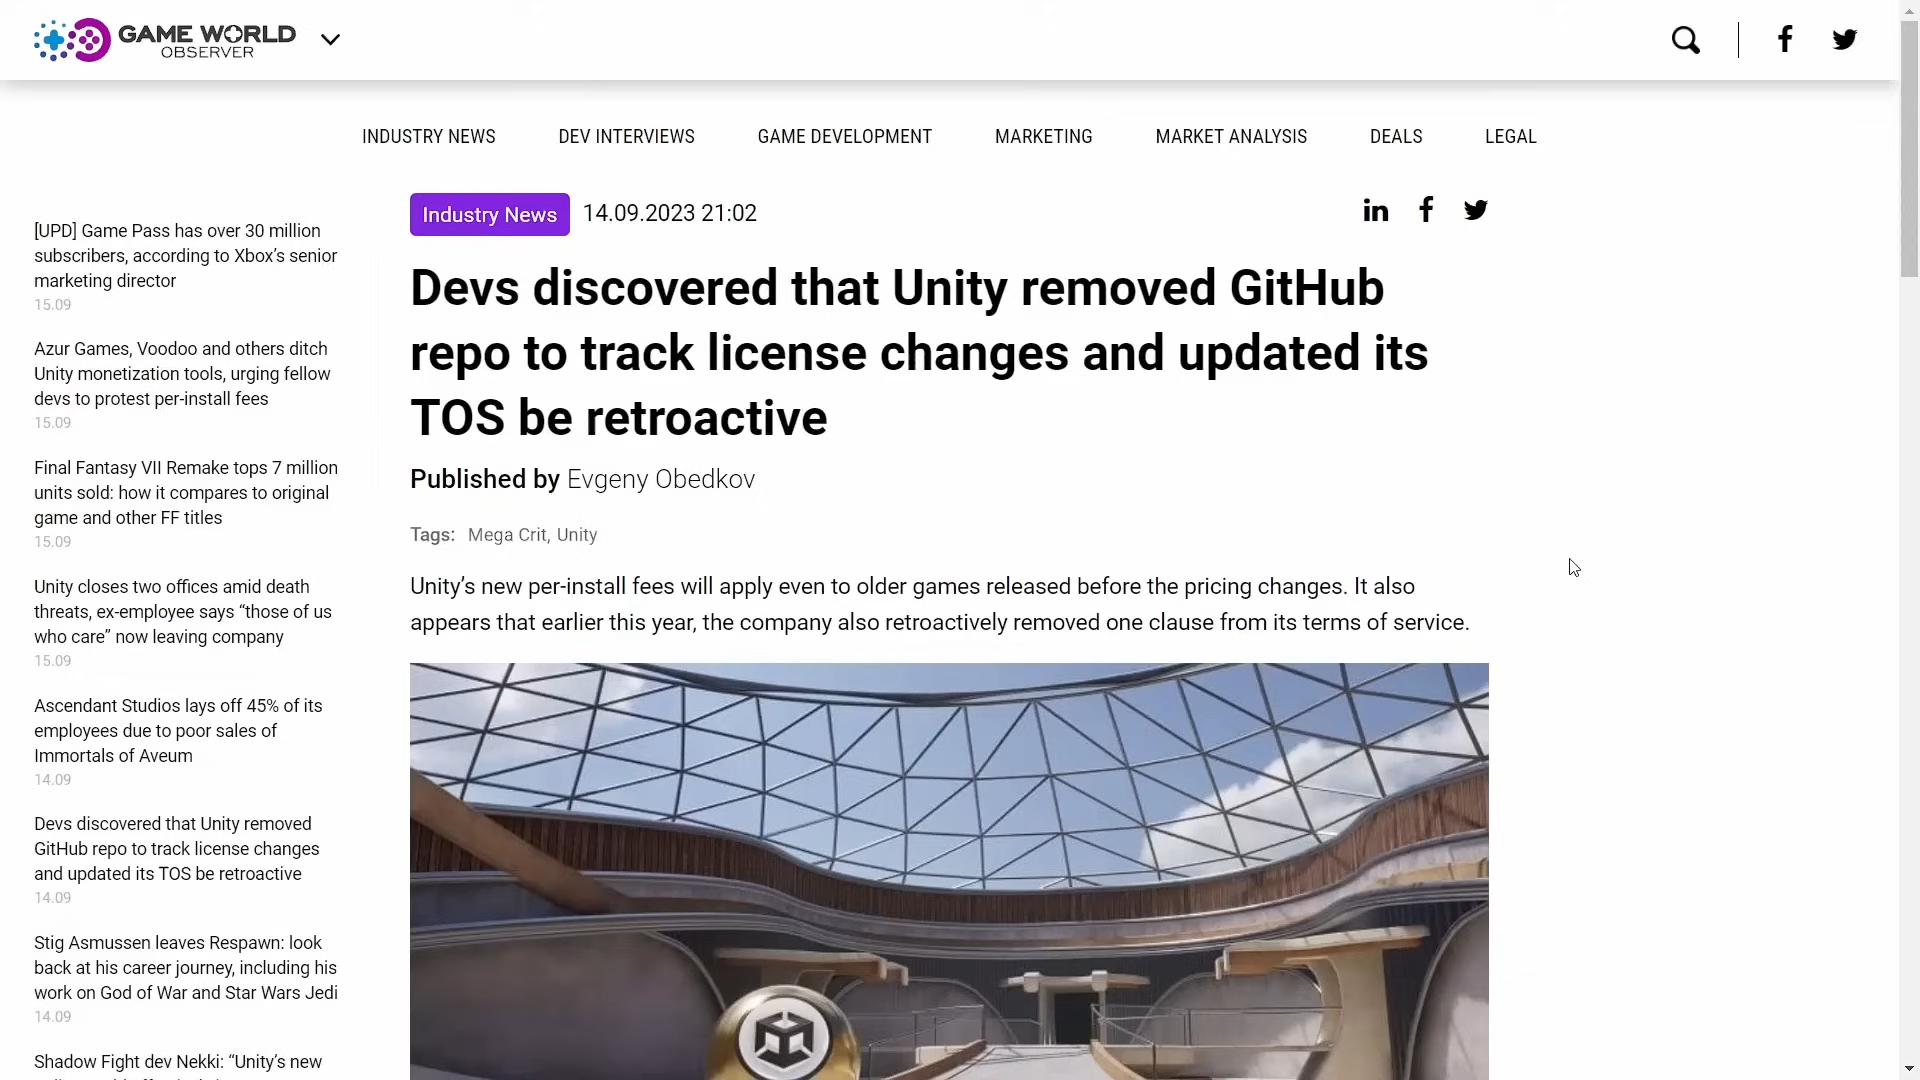 GAME WORLD
OBSERVER
INDUSTRY NEWS
DEV INTERVIEWS
GAME DEVELOPMENT
MARKETING
MARKET ANALYSIS
DEALS
LEGAL
[UPD] Game Pass has over 30 million
subscribers, according to Xbox’s senior
marketing director
15.09
Azur Games, Voodoo and others ditch
Unity monetization tools, urging fellow
devs to protest per-install fees
15.09
Final Fantasy VII Remake tops 7 million
units sold: how it compares to original
game and other FF titles
15.09
Unity closes two offices amid death
threats, ex-employee says “those of us
who care” now leaving company
15.09
Ascendant Studios lays off 45% of its
employees due to poor sales of
Immortals of Aveum
14.09
Devs discovered that Unity removed
GitHub repo to track license changes
and updated its TOS be retroactive
14.09
Stig Asmussen leaves Respawn: look
back at his career journey, including his
work on God of War and Star Wars Jedi
14.09
Shadow Fight dev Nekki: “Unity’s new
Industry News 14.09.2023 21:02
Devs discovered that Unity removed GitHub
repo to track license changes and updated its
TOS be retroactive
Published by Evgeny Obedkov
Tags: Mega Crit, Unity
Unity’s new per-install fees will apply even to older games released before the pricing changes. It also
appears that earlier this year, the company also retroactively removed one clause from its terms of service.